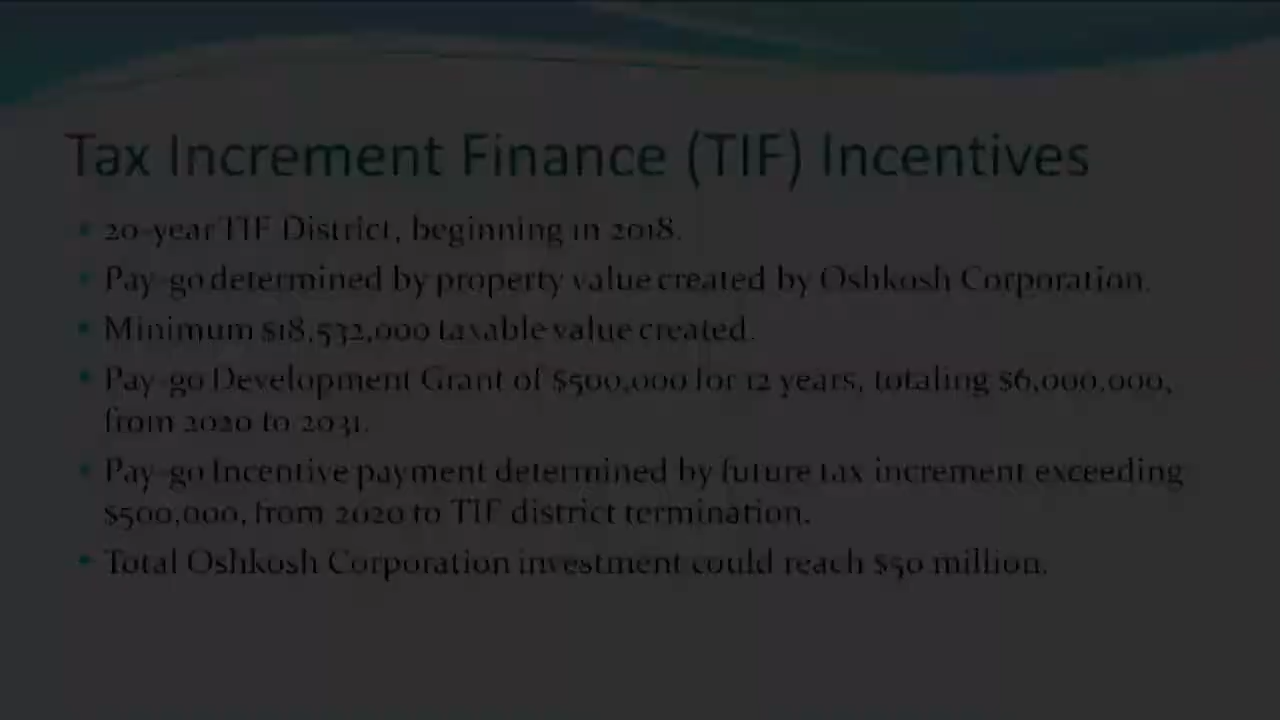 Tax Increment Finance (TIF) Incentives
20-year TIF District, beginning in 2018.
Pay-go determined by property value created by Oshkosh Corporation.
Minimum $18,532,000 taxable value created.
Pay-go Development Grant of $500,000 for 12 years, totaling $6,000,000,
from 2020 to 2031.
Pay-go Incentive payment determined by future tax increment exceeding
$500,000, from 2020 to TIF district termination.
Total Oshkosh Corporation investment could reach $50 million.